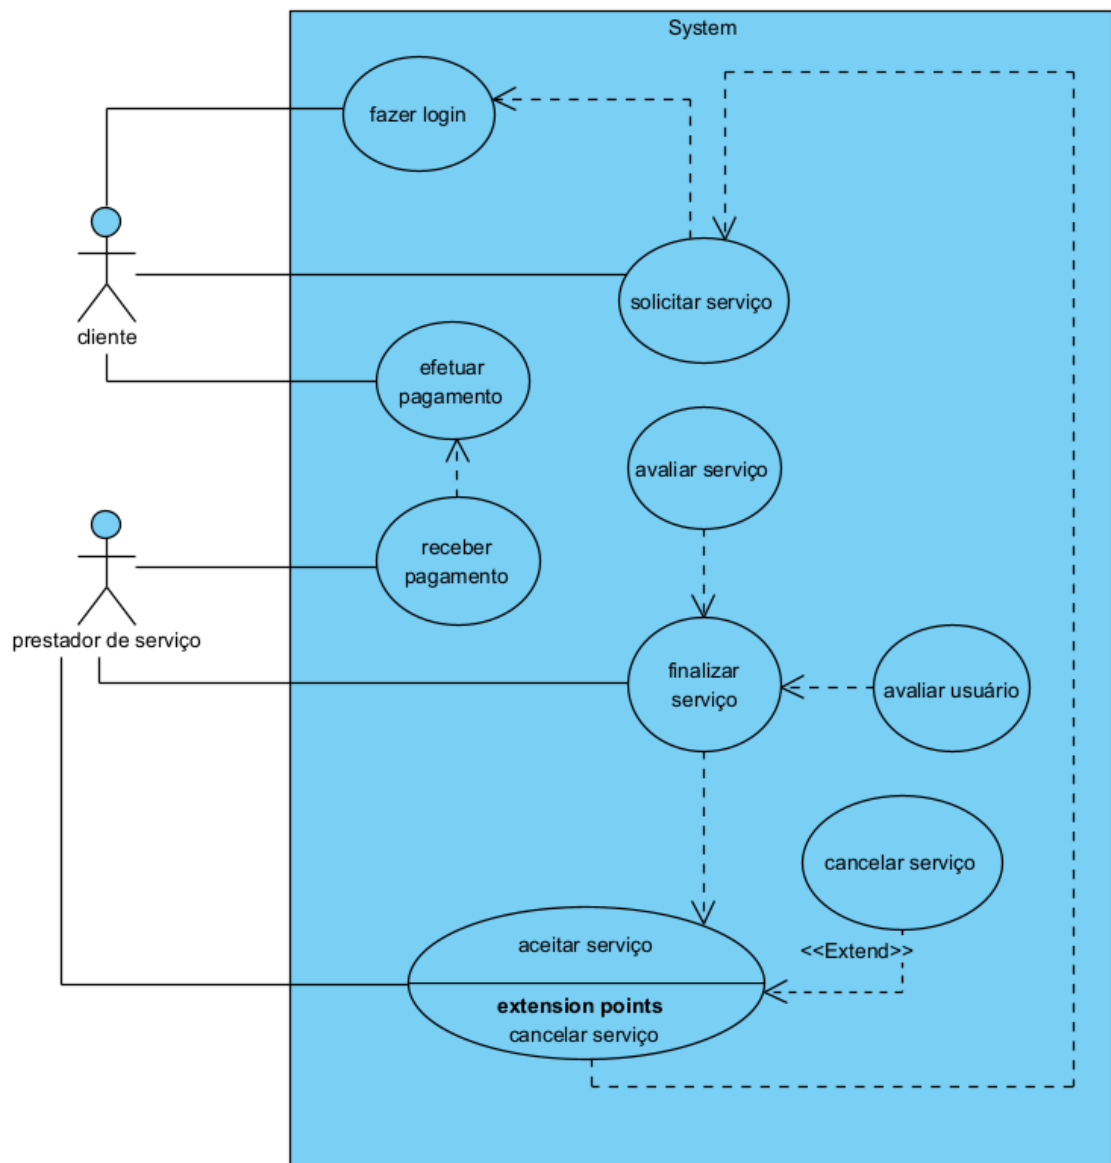 System
fazer login
solicitar serviço
cliente
efetuar
pagamento
avaliar serviço
receber
pagamento
prestador de serviço
finalizar
serviço
avaliar usuário
cancelar serviço
<<Extend>>
aceitar serviço
extension points
cancelar serviço